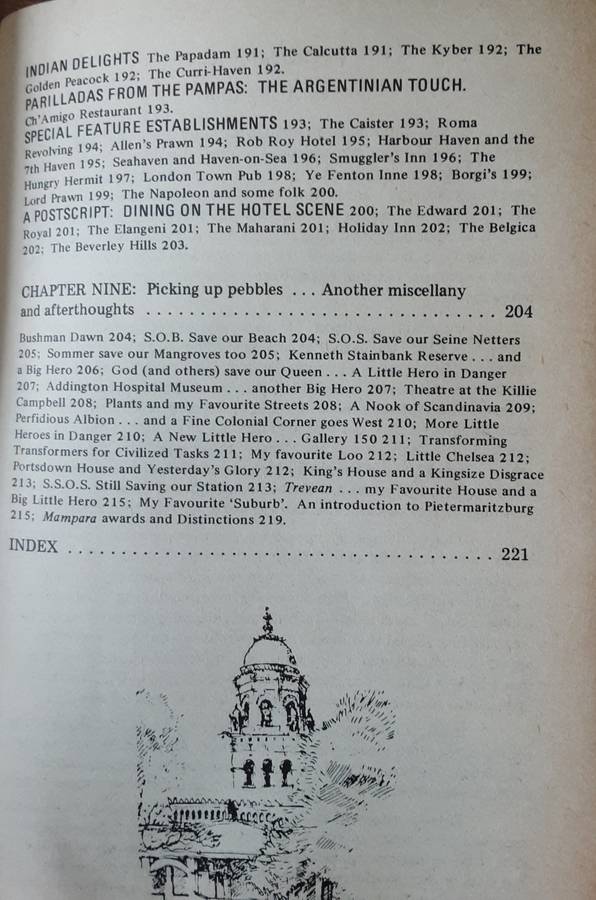 INDIAN DELIGHTS The Papadam 191; The Calcutta 191; The Kyber 192; The
Golden Peacock 192; The Curri-Haven 192.
PARILLADAS FROM THE PAMPAS: THE ARGENTINIAN TOUCH.
Ch'Amigo Restaurant 193.
SPECIAL FEATURE ESTABLISHMENTS 193; The Caister 193; Roma
Revolving 194; Allen's Prawn 194; Rob Roy Hotel 195; Harbour Haven and the
7th Haven 195; Seahaven and Haven-on-Sea 196; Smuggler's Inn 196; The
Hungry Hermit 197; London Town Pub 198; Ye Fenton Inne 198; Borgi's 199;
Lord Prawn 199; The Napoleon and some folk 200.
A POSTSCRIPT: DINING ON THE HOTEL SCENE 200; The Edward 201; The
Royal 201; The Elangeni 201; The Maharani 201; Holiday Inn 202; The Belgica
202; The Beverley Hills 203.
CHAPTER NINE: Picking up pebbles ... Another miscellany
and afterthoughts ................................. 204
Bushman Dawn 204; S.O.B. Save our Beach 204; S.O.S. Save our Seine Netters
205; Sommer save our Mangroves too 205; Kenneth Stainbank Reserve ... and
a Big Hero 206; God (and others) save our Queen ... A Little Hero in Danger
207; Addington Hospital Museum ... another Big Hero 207; Theatre at the Killie
Campbell 208; Plants and my Favourite Streets 208; A Nook of Scandinavia 209;
Perfidious Albion ... and a Fine Colonial Corner goes West 210; More Little
Heroes in Danger 210; A New Little Hero ... Gallery 150 211; Transforming
Transformers for Civilized Tasks 211; My favourite Loo 212; Little Chelsea 212;
Portsdown House and Yesterday's Glory 212; King's House and a Kingsize Disgrace
213; S.S.O.S. Still Saving our Station 213; Trevean ... my Favourite House and a
Big Little Hero 215; My Favourite 'Suburb'. An introduction to Pietermaritzburg
215; Mampara awards and Distinctions 219.
INDEX ........................................... 221